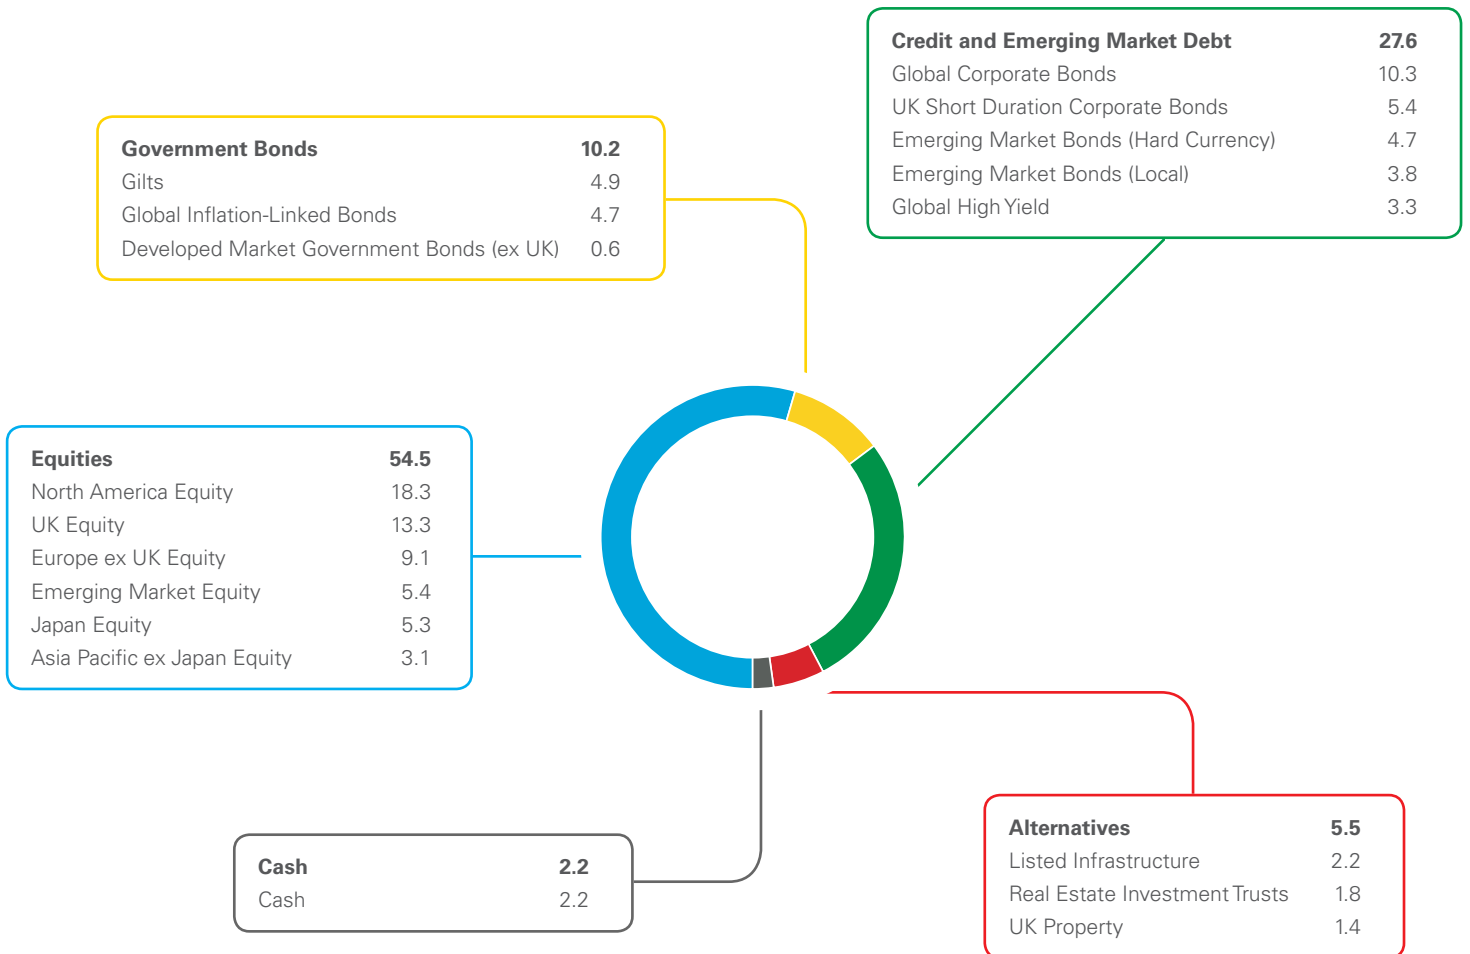 Credit and Emerging Market Debt 27.6
Global Corporate Bonds 10.3
UK Short Duration Corporate Bonds 5.4
Emerging Market Bonds (Hard Currency) 4.7
Emerging Market Bonds (Local) 3.8
Global High Yield 3.3
Government Bonds 10.2
Gilts 4.9
Global Inflation-Linked Bonds 4.7
Developed Market Government Bonds (ex UK) 0.6
Equities 54.5
North America Equity 18.3
UK Equity 13.3
Europe ex UK Equity 9.1
Emerging Market Equity 5.4
Japan Equity 5.3
Asia Pacific ex Japan Equity 3.1
Cash 2.2
Cash 2.2
Alternatives 5.5
Listed Infrastructure 2.2
Real Estate Investment Trusts 1.8
UK Property 1.4